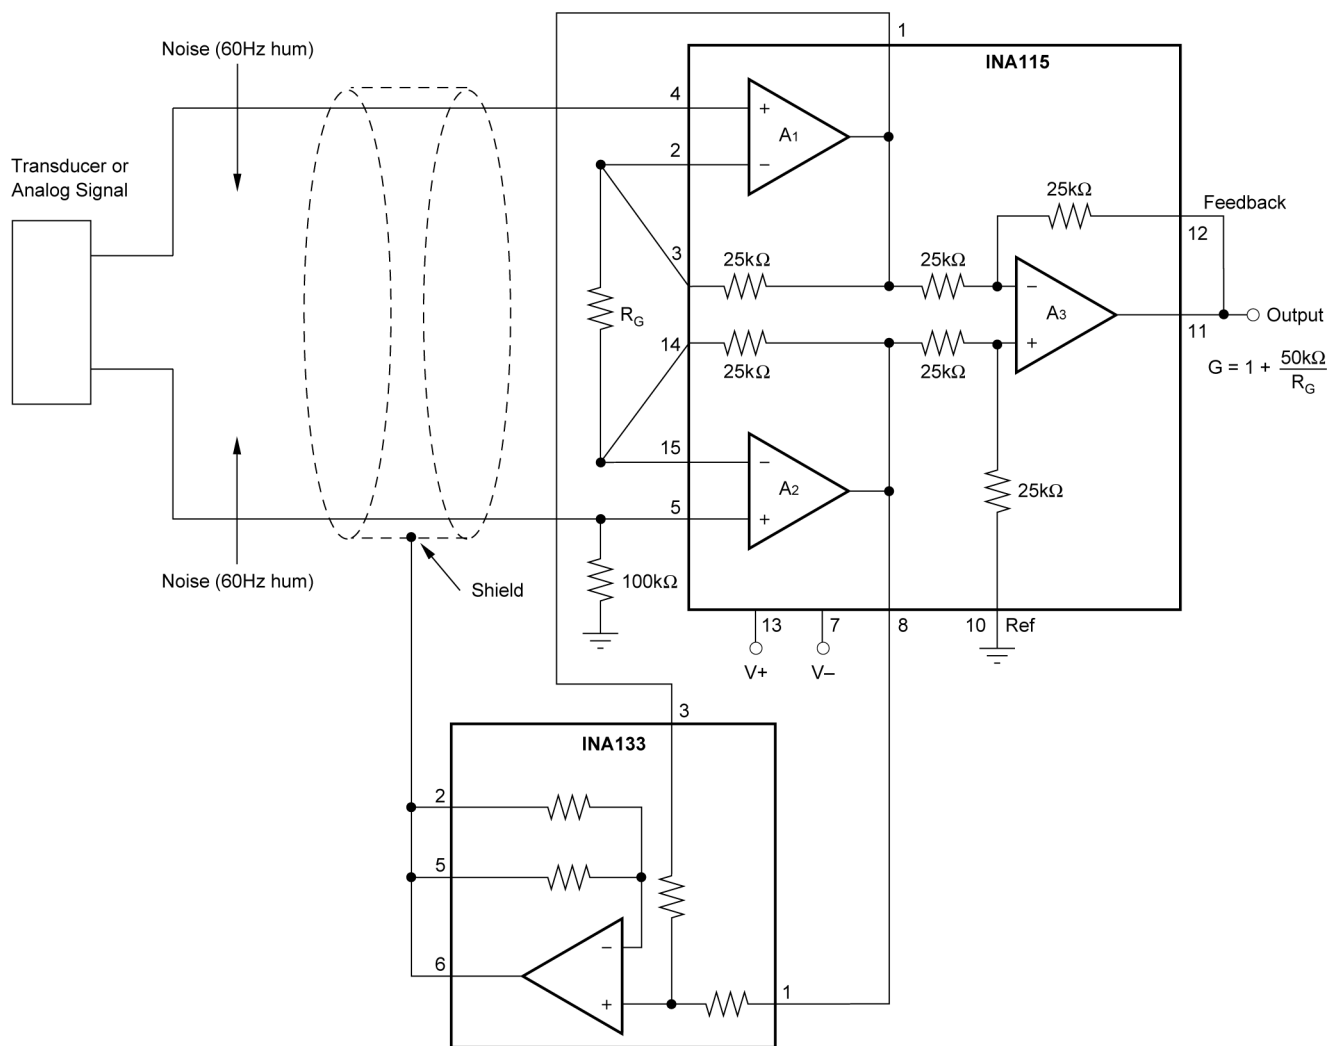 Noise (60Hz hum)
1
INA115
4
+
A1
Transducer or
Analog Signal
2
–
25kΩ
Feedback
12
3
25kΩ
25kΩ
–
RG
A3
Output
14
+
11
25kΩ
25kΩ
G = 1 + 50kΩ
RG
15
–
A2
25kΩ
5
+
Noise (60Hz hum)
Shield
100kΩ
13
7
8
10
Ref
V+
V–
3
INA133
2
5
–
6
+
1